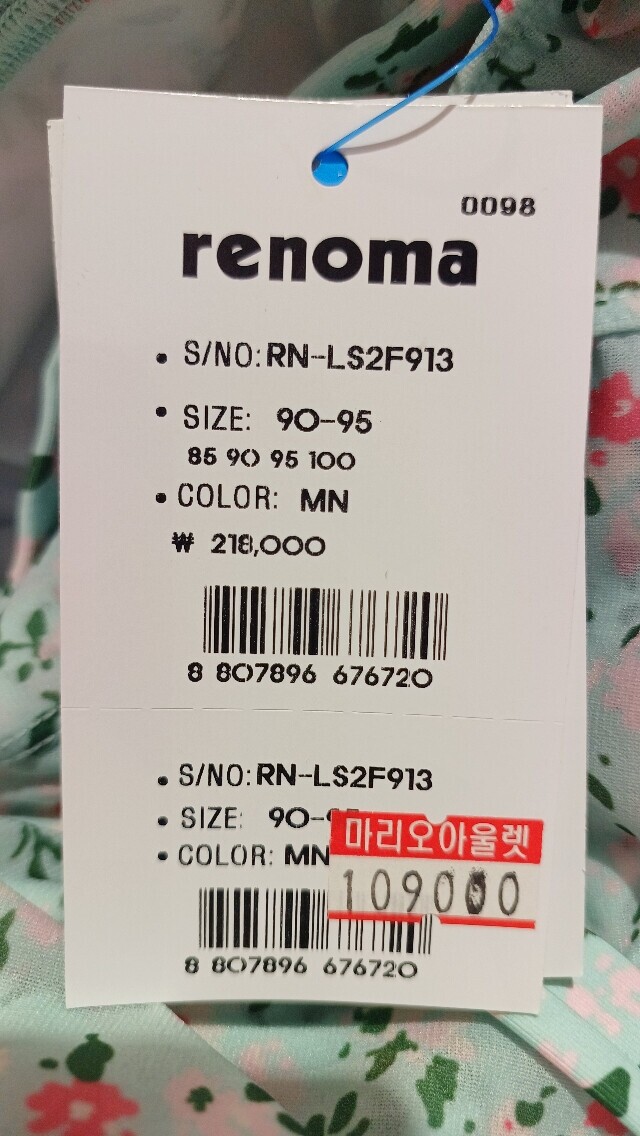 0098
renoma
• S/NO: RN-LS2F913
• SIZE: 90-95
85 90 95 100
• COLOR: MN
₩ 218,000
8 807896 676720
• S/NO: RN-LS2F913
• SIZE: 90-
• COLOR: MN
마리오아울렛
109000
8 807896 676720